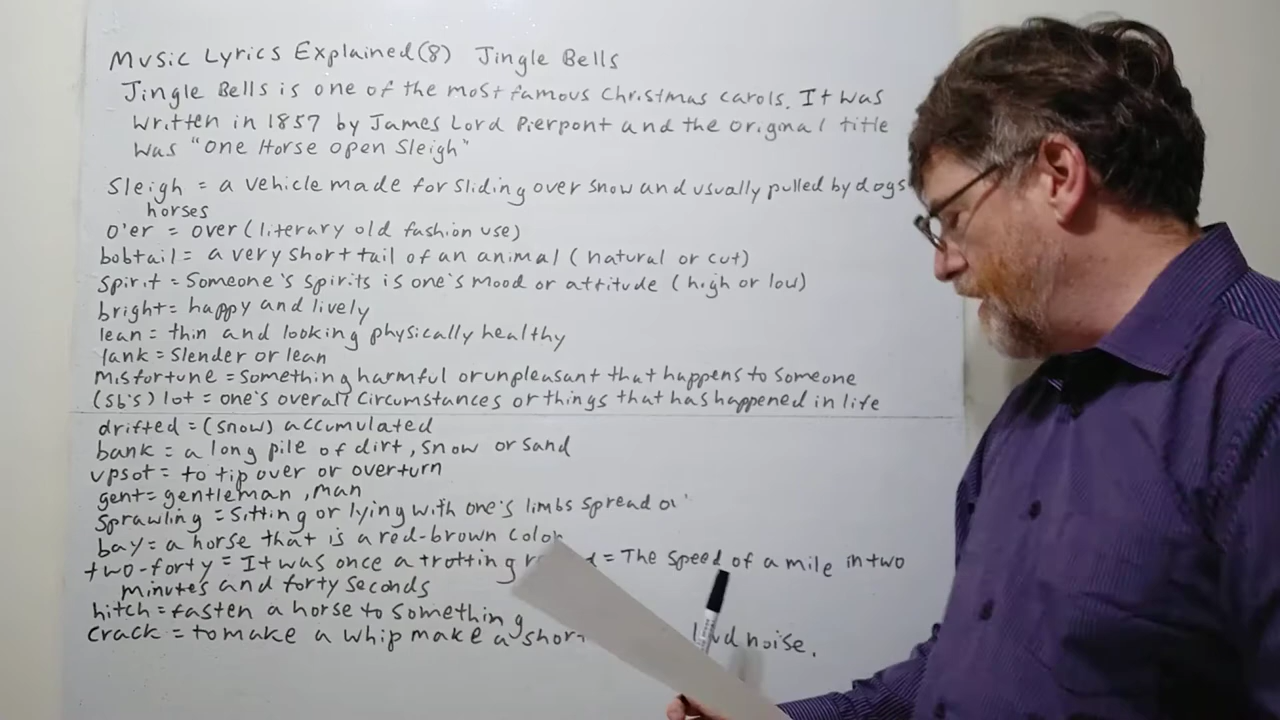 Music Lyrics Explained (8) Jingle Bells
Jingle Bells is one of the most famous Christmas carols. It was
written in 1857 by James Lord Pierpont and the original title
was "One Horse Open Sleigh"
Sleigh = a vehicle made for sliding over snow and usually pulled by dogs
horses
o'er = over (literary old fashion use)
bobtail = a very short tail of an animal (natural or cut)
spirit = Someone's spirits is one's mood or attitude (high or low)
bright = happy and lively
lean = thin and looking physically healthy
lank = slender or lean
misfortune = something harmful or unpleasant that happens to someone
(sb's) lot = one's overall circumstances or things that has happened in life
drifted = (snow) accumulated
bank = a long pile of dirt, snow or sand
upsot = to tip over or overturn
gent = gentleman, man
Sprawling = sitting or lying with one's limbs spread
bay = a horse that is a red-brown color
two-forty = It was once a trotting = The speed of a mile in two
minutes and forty seconds
hitch = fasten a horse to something
crack = to make a whip make a short noise.